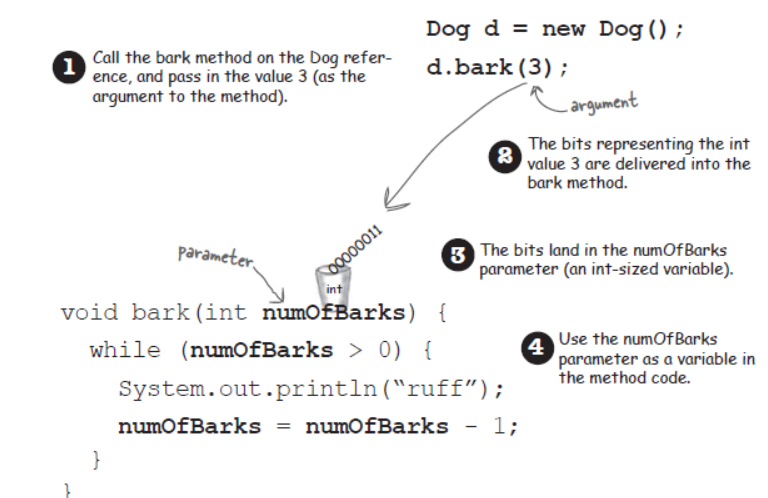 Dog d = new Dog();
d.bark(3);
1 Call the bark method on the Dog refer-
ence, and pass in the value 3 (as the
argument to the method).
argument
2 The bits representing the int
value 3 are delivered into the
bark method.
00000011
int
parameter
3 The bits land in the numOfBarks
parameter (an int-sized variable).
void bark(int numOfBarks) {
while (numOfBarks > 0) {
4 Use the numOfBarks
parameter as a variable in
the method code.
System.out.println(“ruff”);
numOfBarks = numOfBarks - 1;
}
}